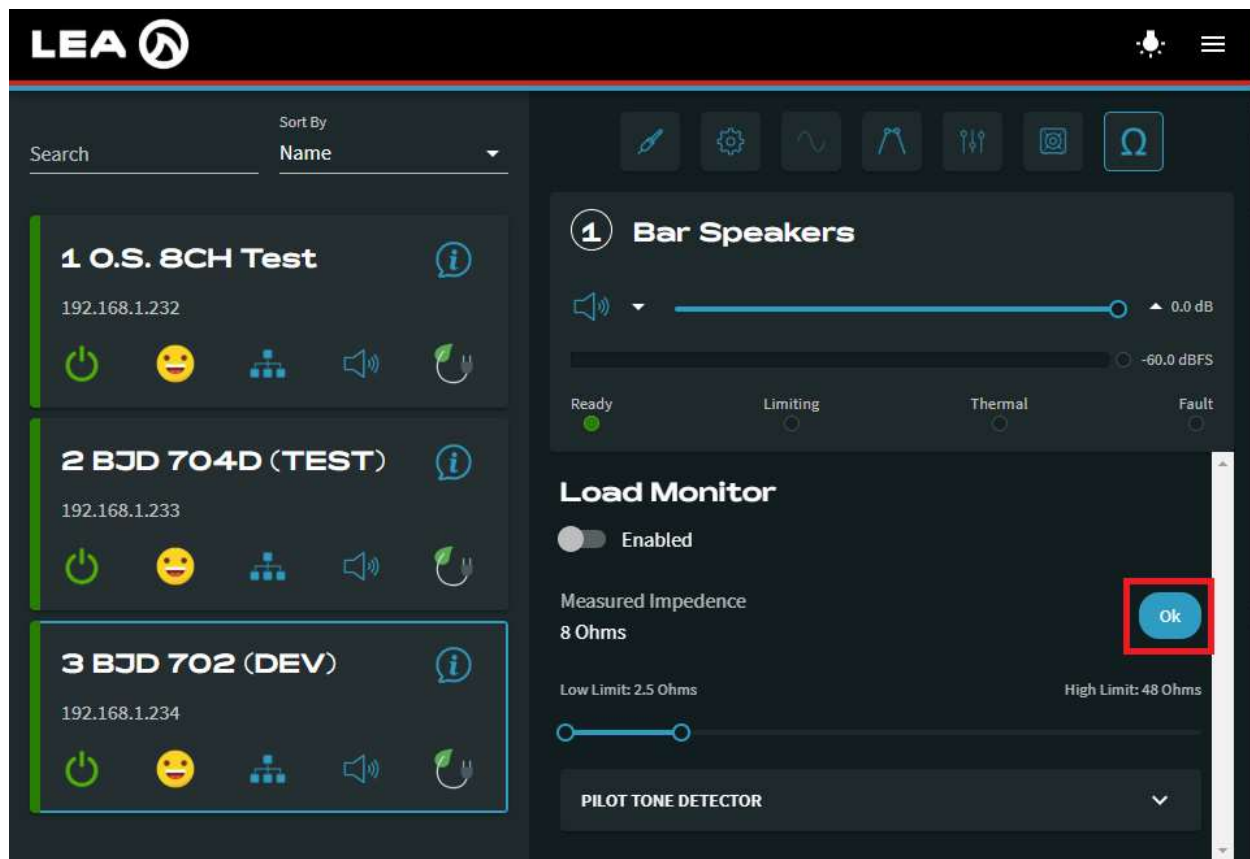 LEA
Search
Sort By
Name
1 O.S. 8CH Test
192.168.1.232
2 BJD 704D (TEST)
192.168.1.233
3 BJD 702 (DEV)
192.168.1.234
Ω
1 Bar Speakers
0.0 dB
-60.0 dBFS
Ready Limiting Thermal Fault
Load Monitor
Enabled
Measured Impedence
8 Ohms
Ok
Low Limit: 2.5 Ohms High Limit: 48 Ohms
PILOT TONE DETECTOR